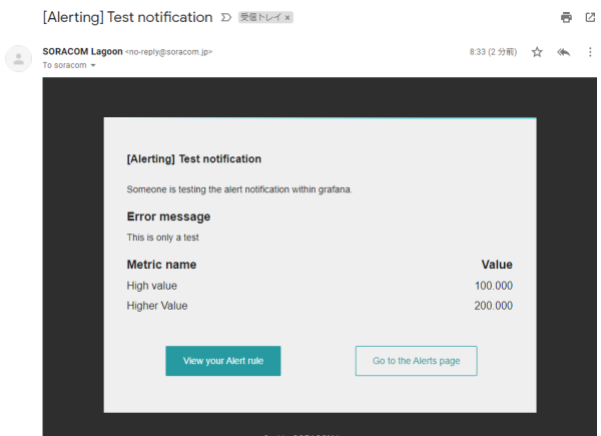 [Alerting] Test notification 受信トレイ ×
SORACOM Lagoon <no-reply@soracom.jp> 8:33 (2 分前)
To soracom
[Alerting] Test notification
Someone is testing the alert notification within grafana.
Error message
This is only a test
Metric name Value
High value 100.000
Higher Value 200.000
View your Alert rule Go to the Alerts page